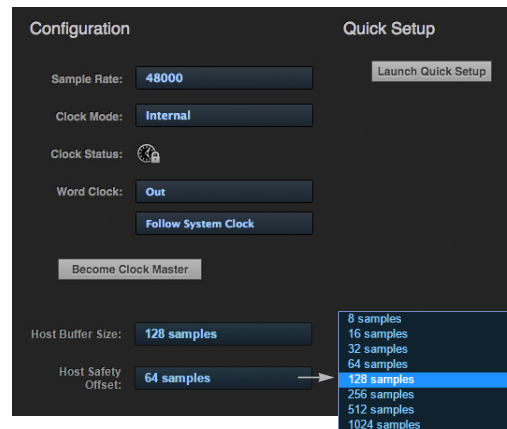 Configuration
Quick Setup
Sample Rate: 48000
Launch Quick Setup
Clock Mode: Internal
Clock Status:
Word Clock: Out
Follow System Clock
Become Clock Master
Host Buffer Size: 128 samples
Host Safety
Offset: 64 samples
8 samples
16 samples
32 samples
64 samples
128 samples
256 samples
512 samples
1024 samples